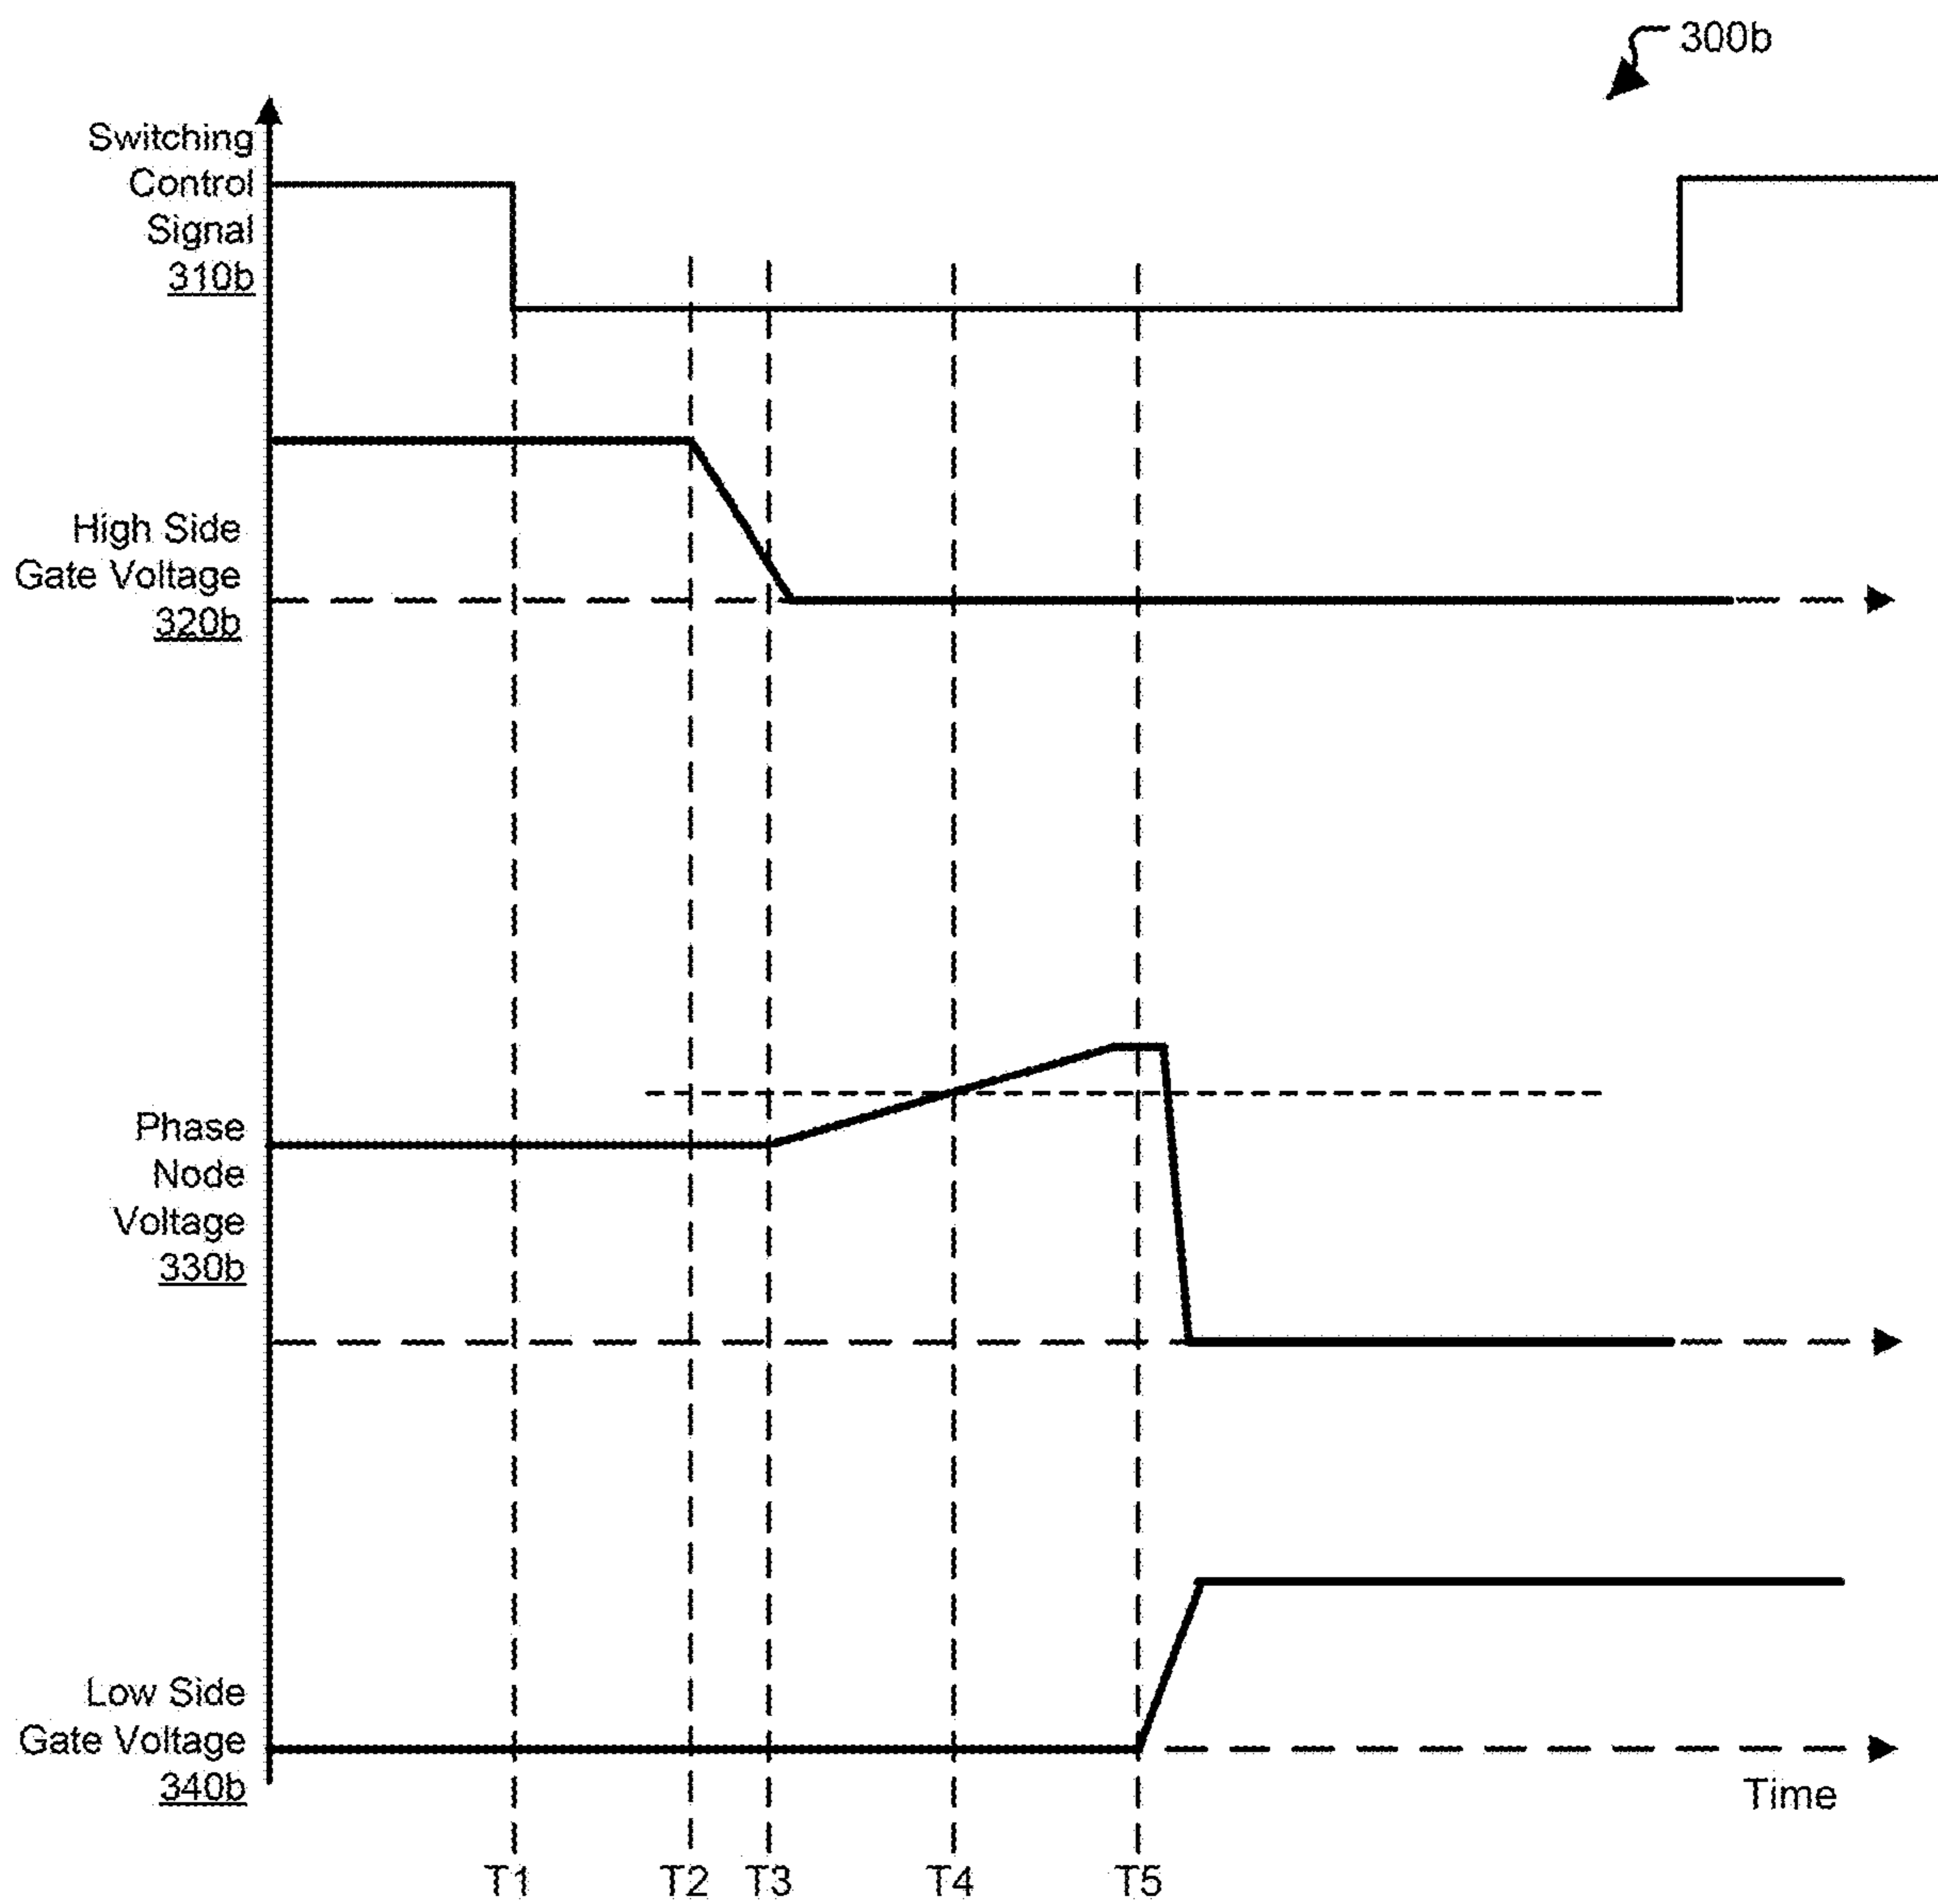 300b
Switching
Control
Signal
310b
High Side
Gate Voltage
320b
Phase
Node
Voltage
330b
Low Side
Gate Voltage
340b
Time
T1 T2 T3 T4 T5